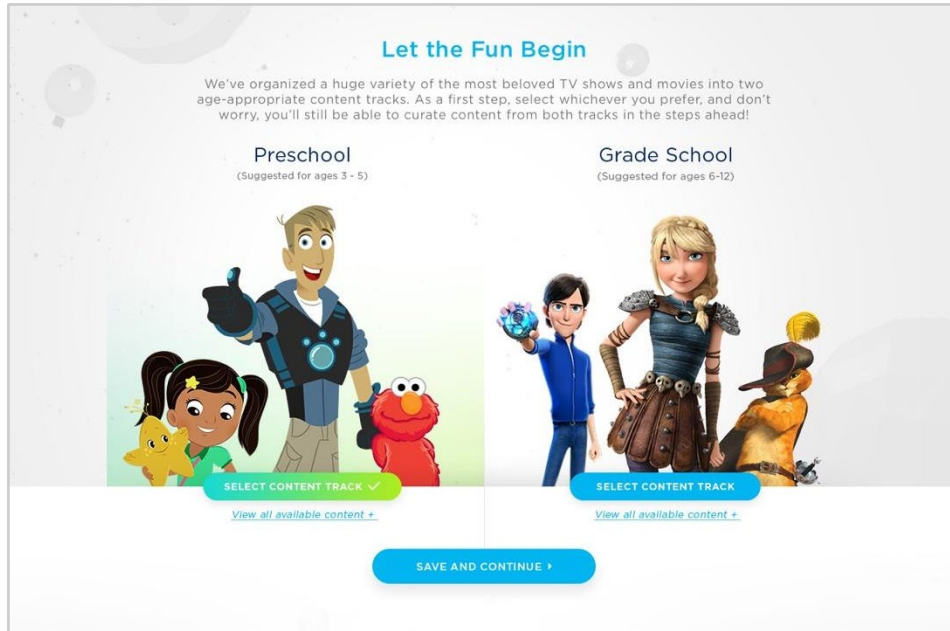 Let the Fun Begin
We've organized a huge variety of the most beloved TV shows and movies into two
age-appropriate content tracks. As a first step, select whichever you prefer, and don't
worry, you'll still be able to curate content from both tracks in the steps ahead!
Preschool
(Suggested for ages 3 - 5)
SELECT CONTENT TRACK ✓
View all available content +
Grade School
(Suggested for ages 6-12)
SELECT CONTENT TRACK
View all available content +
SAVE AND CONTINUE